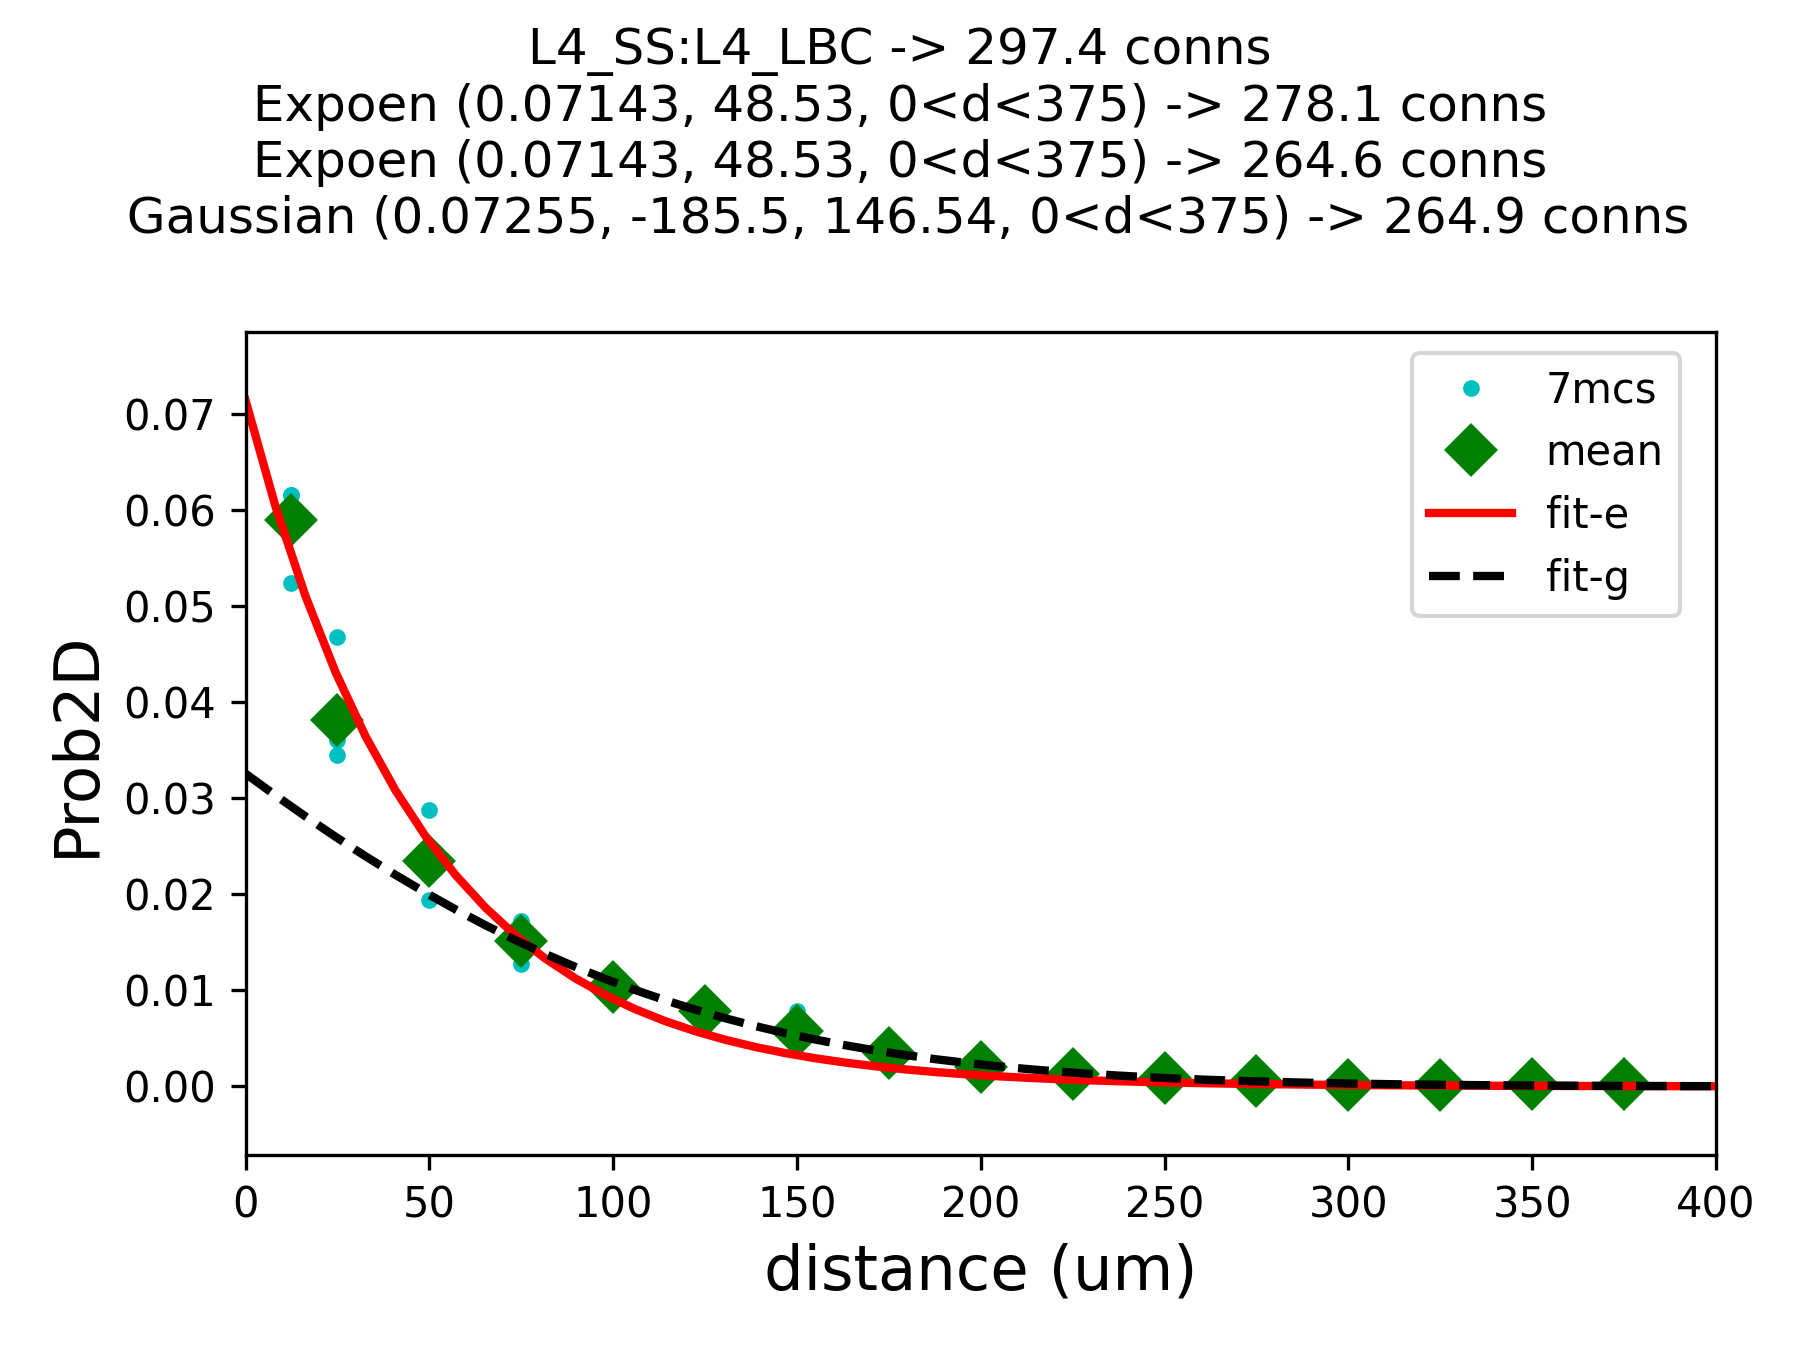 L4_SS:L4_LBC -> 297.4 conns
Expoen (0.07143, 48.53, 0<d<375) -> 278.1 conns
Expoen (0.07143, 48.53, 0<d<375) -> 264.6 conns
Gaussian (0.07255, -185.5, 146.54, 0<d<375) -> 264.9 conns
7mcs
mean
fit-e
fit-g
Prob2D
0.07
0.06
0.05
0.04
0.03
0.02
0.01
0.00
0 50 100 150 200 250 300 350 400
distance (um)